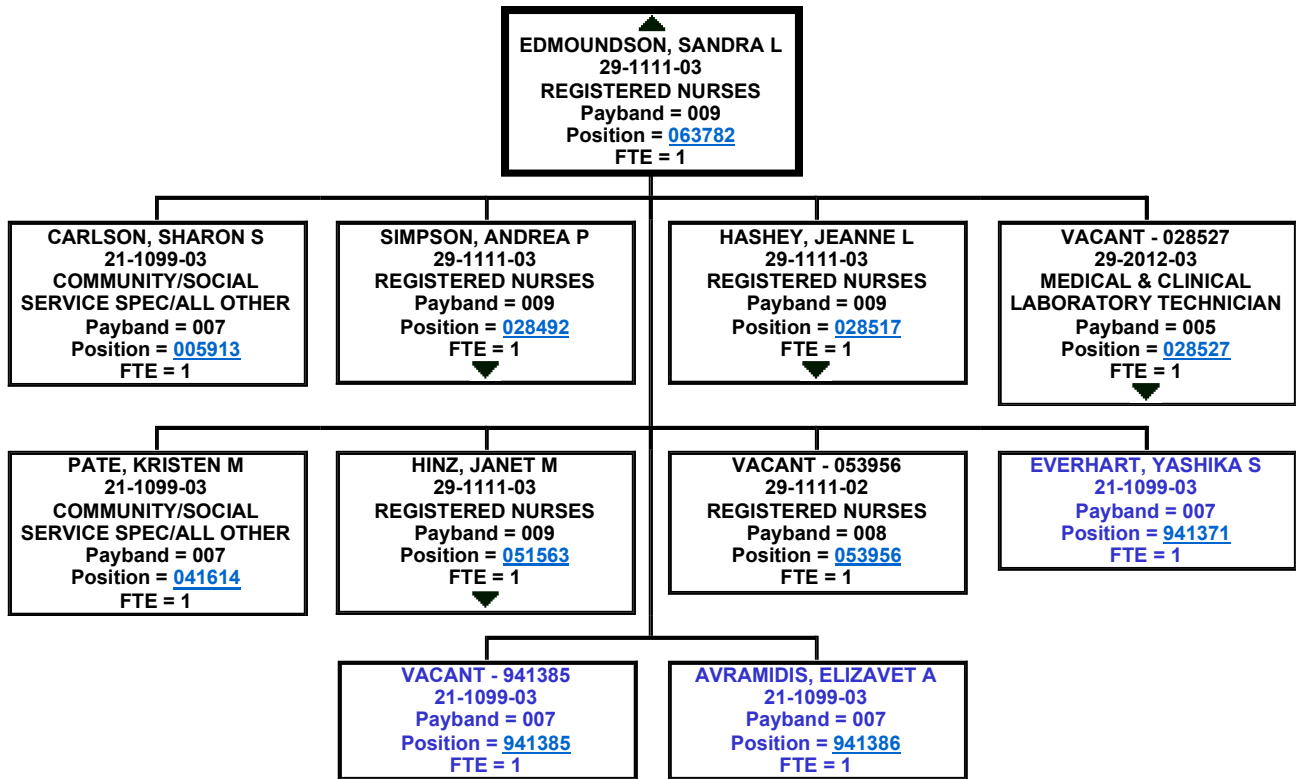 EDMOUNDSON, SANDRA L
29-1111-03
REGISTERED NURSES
Payband = 009
Position = 063782
FTE = 1
CARLSON, SHARON S
21-1099-03
COMMUNITY/SOCIAL
SERVICE SPEC/ALL OTHER
Payband = 007
Position = 005913
FTE = 1
SIMPSON, ANDREA P
29-1111-03
REGISTERED NURSES
Payband = 009
Position = 028492
FTE = 1
HASHEY, JEANNE L
29-1111-03
REGISTERED NURSES
Payband = 009
Position = 028517
FTE = 1
VACANT - 028527
29-2012-03
MEDICAL & CLINICAL
LABORATORY TECHNICIAN
Payband = 005
Position = 028527
FTE = 1
PATE, KRISTEN M
21-1099-03
COMMUNITY/SOCIAL
SERVICE SPEC/ALL OTHER
Payband = 007
Position = 041614
FTE = 1
HINZ, JANET M
29-1111-03
REGISTERED NURSES
Payband = 009
Position = 051563
FTE = 1
VACANT - 053956
29-1111-02
REGISTERED NURSES
Payband = 008
Position = 053956
FTE = 1
EVERHART, YASHIKA S
21-1099-03
Payband = 007
Position = 941371
FTE = 1
VACANT - 941385
21-1099-03
Payband = 007
Position = 941385
FTE = 1
AVRAMIDIS, ELIZAVET A
21-1099-03
Payband = 007
Position = 941386
FTE = 1